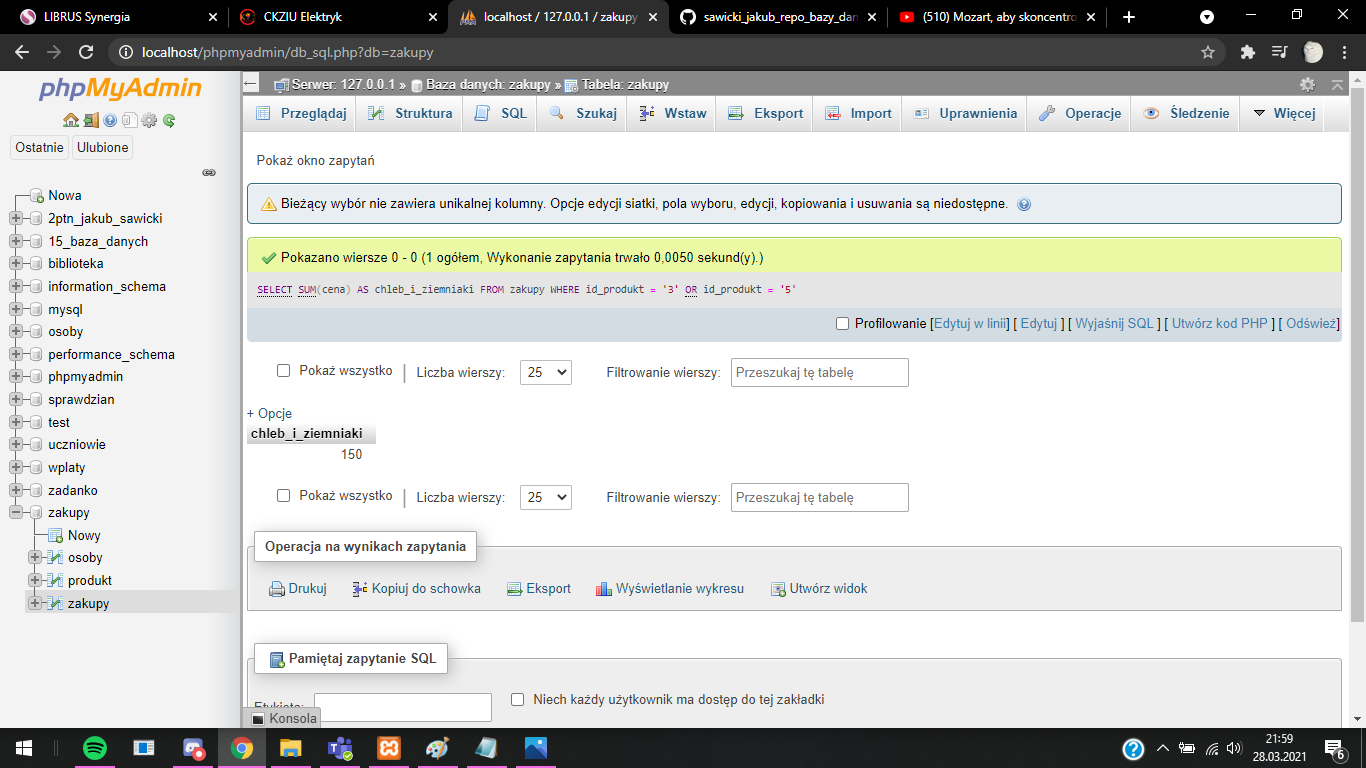 LIBRUS Synergia
CKZiU Elektryk
localhost / 127.0.0.1 / zakupy
sawicki_jakub_repo_bazy_dan
(510) Mozart, aby skoncentro
localhost/phpmyadmin/db_sql.php?db=zakupy
phpMyAdmin
Ostatnie Ulubione
Nowa
2ptn_jakub_sawicki
15_baza_danych
biblioteka
information_schema
mysql
osoby
performance_schema
phpmyadmin
sprawdzian
test
uczniowie
wplaty
zadanko
zakupy
Nowy
osoby
produkt
zakupy
Serwer: 127.0.0.1 » Baza danych: zakupy » Tabela: zakupy
Przeglądaj Struktura SQL Szukaj Wstaw Eksport Import Uprawnienia Operacje Śledzenie Więcej
Pokaż okno zapytań
Bieżący wybór nie zawiera unikalnej kolumny. Opcje edycji siatki, pola wyboru, edycji, kopiowania i usuwania są niedostępne.
Pokazano wiersze 0 - 0 (1 ogółem, Wykonanie zapytania trwało 0,0050 sekund(y).)
SELECT SUM(cena) AS chleb_i_ziemniaki FROM zakupy WHERE id_produkt = '3' OR id_produkt = '5'
Profilowanie [Edytuj w linii] [ Edytuj ] [ Wyjaśnij SQL ] [ Utwórz kod PHP ] [ Odśwież]
Pokaż wszystko | Liczba wierszy: 25 Filtrowanie wierszy: Przeszukaj tę tabelę
+ Opcje
chleb_i_ziemniaki
150
Pokaż wszystko | Liczba wierszy: 25 Filtrowanie wierszy: Przeszukaj tę tabelę
Operacja na wynikach zapytania
Drukuj Kopiuj do schowka Eksport Wyświetlanie wykresu Utwórz widok
Pamiętaj zapytanie SQL
Etykieta: Niech każdy użytkownik ma dostęp do tej zakładki
Konsola
21:59
28.03.2021
6